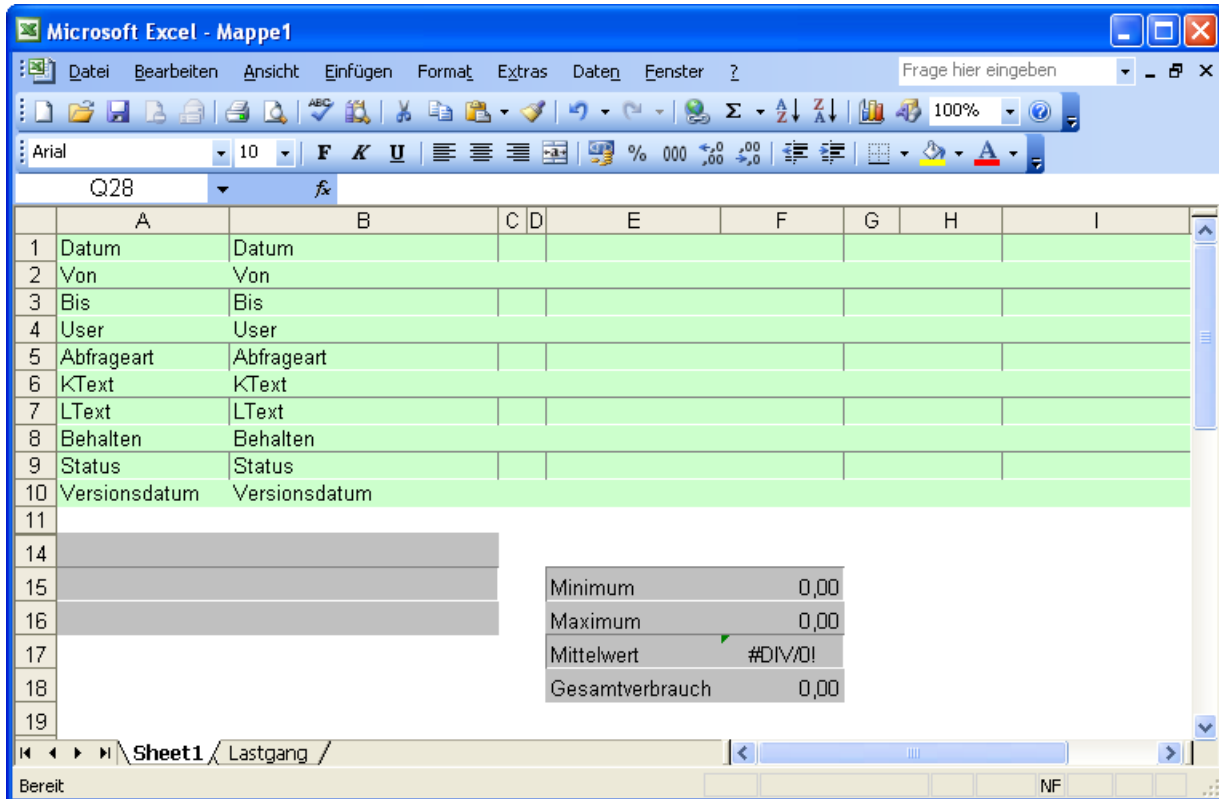 Microsoft Excel - Mappe1
Datei Bearbeiten Ansicht Einfügen Format Extras Daten Fenster ? Frage hier eingeben
ABC Σ A Z Z A 100% ?
Arial 10 F K U a % 000 ,00 ,00 A
Q28 fx
A B C D E F G H I
1 Datum Datum
2 Von Von
3 Bis Bis
4 User User
5 Abfrageart Abfrageart
6 KText KText
7 LText LText
8 Behalten Behalten
9 Status Status
10 Versionsdatum Versionsdatum
11
14
15 Minimum 0,00
16 Maximum 0,00
17 Mittelwert #DIV/0!
18 Gesamtverbrauch 0,00
19
Sheet1 Lastgang
Bereit NF